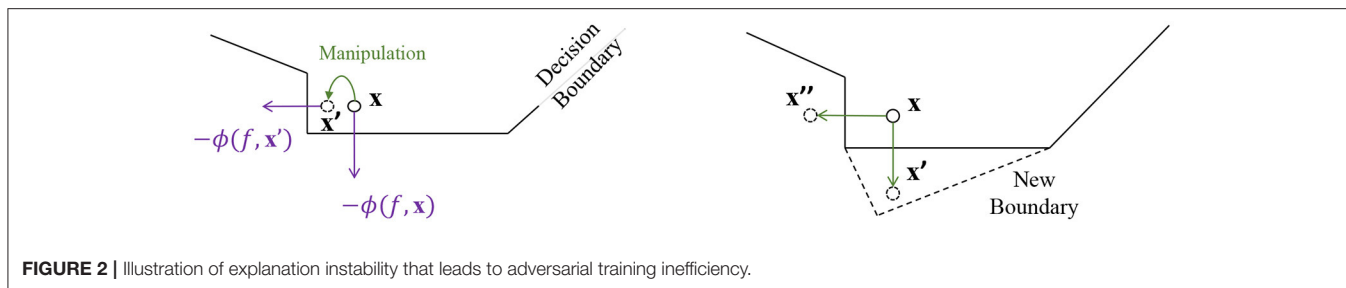 Manipulation
x
x'
−ϕ(f, x')
−ϕ(f, x)
Decision
Boundary
x''
x
x'
New
Boundary
FIGURE 2 | Illustration of explanation instability that leads to adversarial training inefficiency.